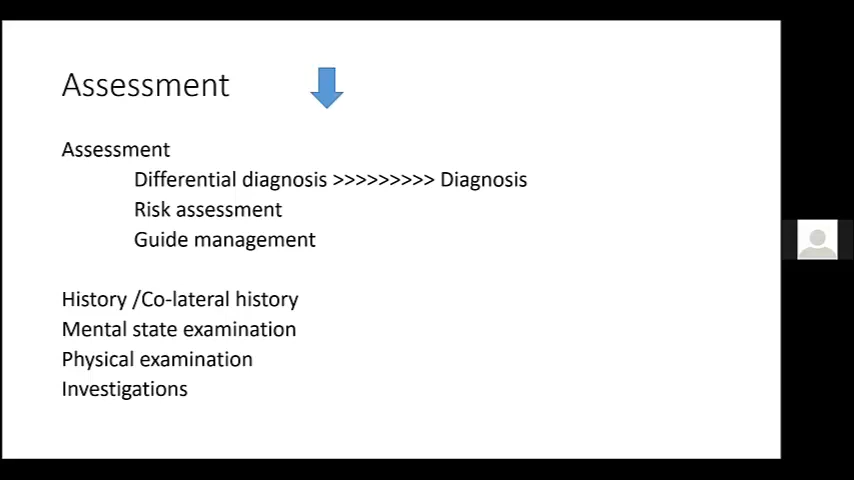 Assessment
Assessment
Differential diagnosis >>>>>>>>> Diagnosis
Risk assessment
Guide management
History /Co-lateral history
Mental state examination
Physical examination
Investigations